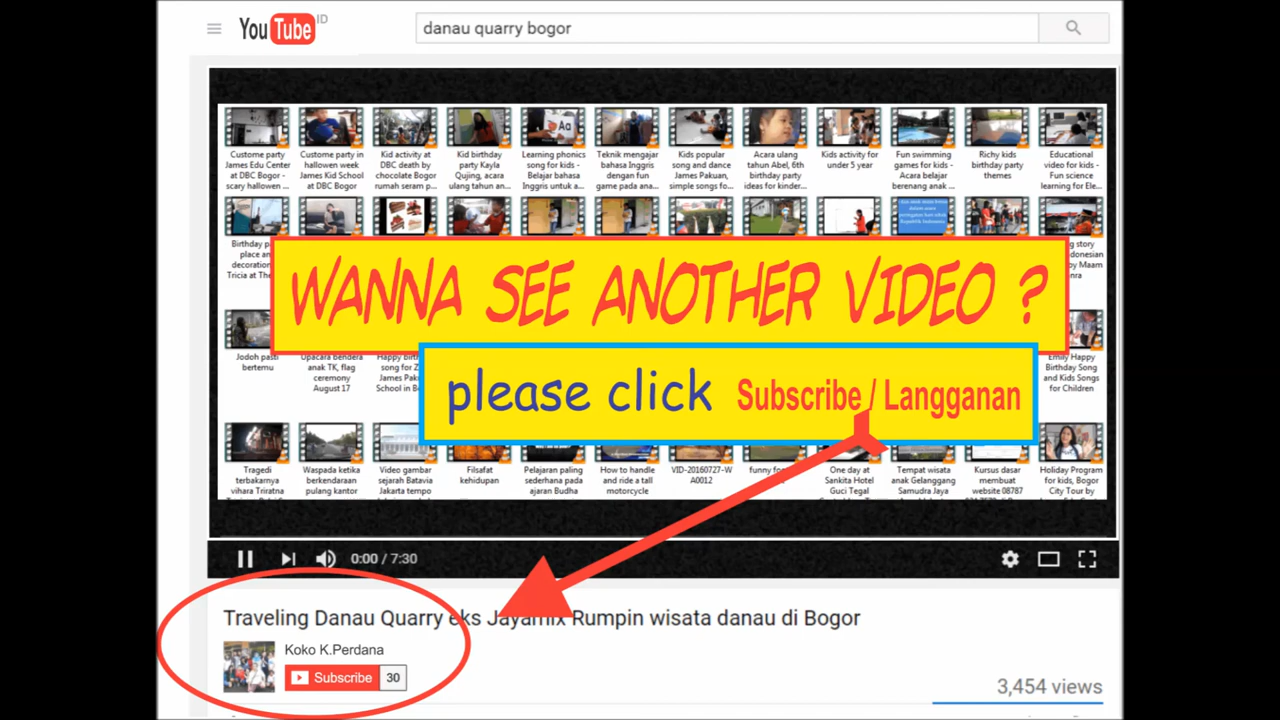 YouTube ID
danau quarry bogor
Custome party
James Edu Center
at DBC Bogor -
scary hallowen ...
Custome party in
halloween week
James Kid School
at DBC Bogor
Kid activity at
DBC death by
chocolate Bogor
rumah seram p...
Kid birthday
party Kayla
Qujing, acara
ulang tahun an...
Learning phonics
song for kids -
Belajar bahasa
Inggris untuk a...
Teknik mengajar
bahasa Inggris
dengan fun
game pada ana...
Kids popular
song and dance
James Pakuan,
simple songs fo...
Acara ulang
tahun Abel, 6th
birthday party
ideas for kinder...
Kids activity for
under 5 year
Fun swimming
games for kids -
Acara belajar
berenang anak ...
Richy kids
birthday party
themes
Educational
video for kids -
Fun science
learning for Ele...
WANNA SEE ANOTHER VIDEO ?
please click Subscribe / Langganan
Jodoh pasti
bertemu
Upacara bendera
anak TK, flag
ceremony
August 17
Emily Happy
Birthday Song
and Kids Songs
for Children
Tragedi
terbakarnya
vihara Triratna
Waspada ketika
berkendaraan
pulang kantor
Video gambar
sejarah Batavia
Jakarta tempo
Filsafat
kehidupan
Pelajaran paling
sederhana pada
ajaran Budha
How to handle
and ride a tall
motorcycle
VID-20160727-W
A0012
One day at
Sankita Hotel
Guci Tegal
Tempat wisata
anak Gelanggang
Samudra Jaya
Kursus dasar
website 08787
Holiday Program
for kids, Bogor
City Tour by
0:00 / 7:30
Traveling Danau Quarry eks Jayamix Rumpin wisata danau di Bogor
Koko K.Perdana
Subscribe 30
3,454 views